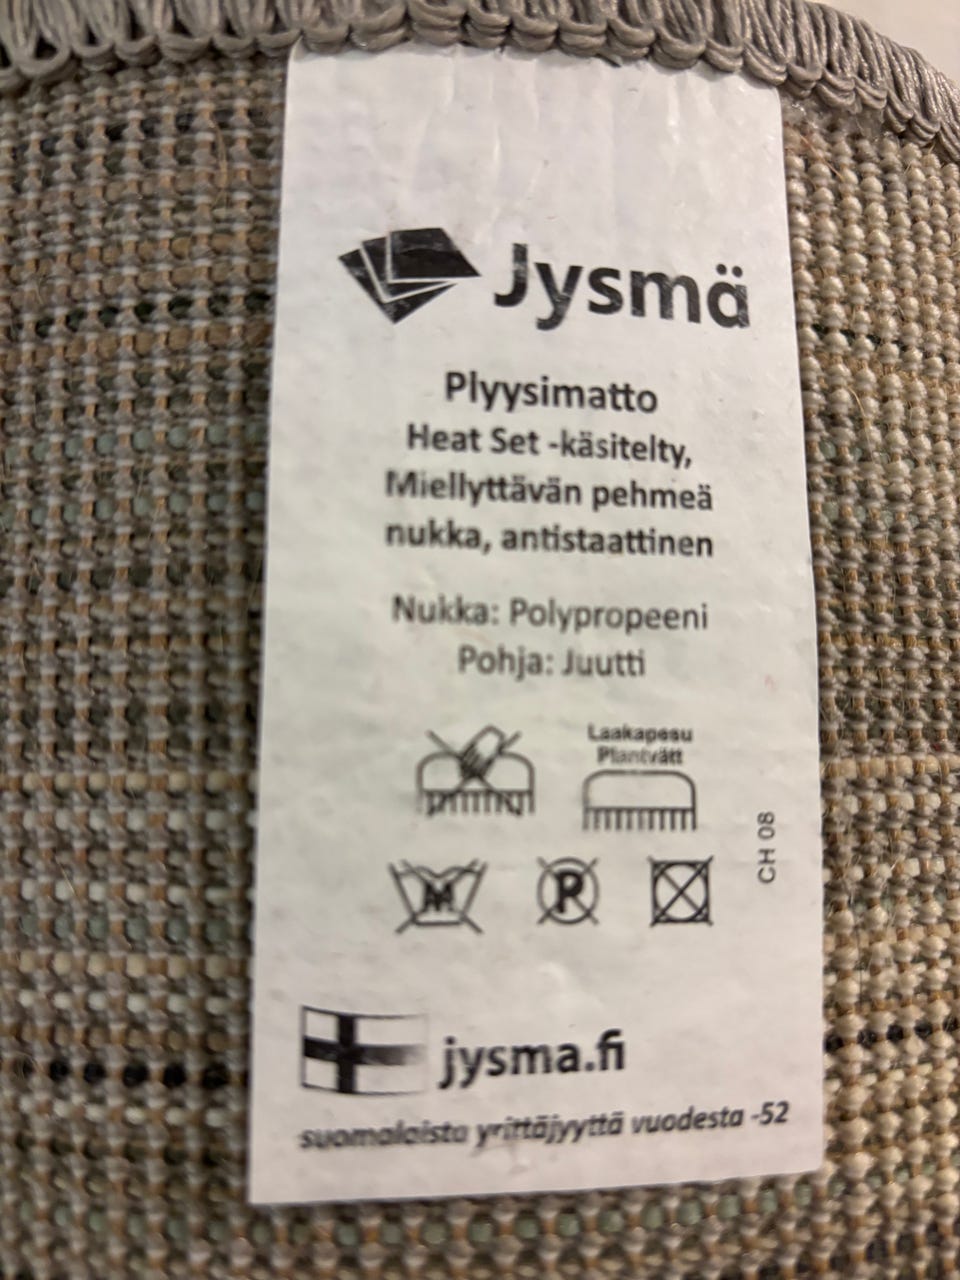 Jysmä
Plyysimatto
Heat Set -käsitelty,
Miellyttävän pehmeä
nukka, antistaattinen
Nukka: Polypropeeni
Pohja: Juutti
Laakapesu
Plantvätt
M P
CH 08
jysma.fi
suomalaista yrittäjyyttä vuodesta -52